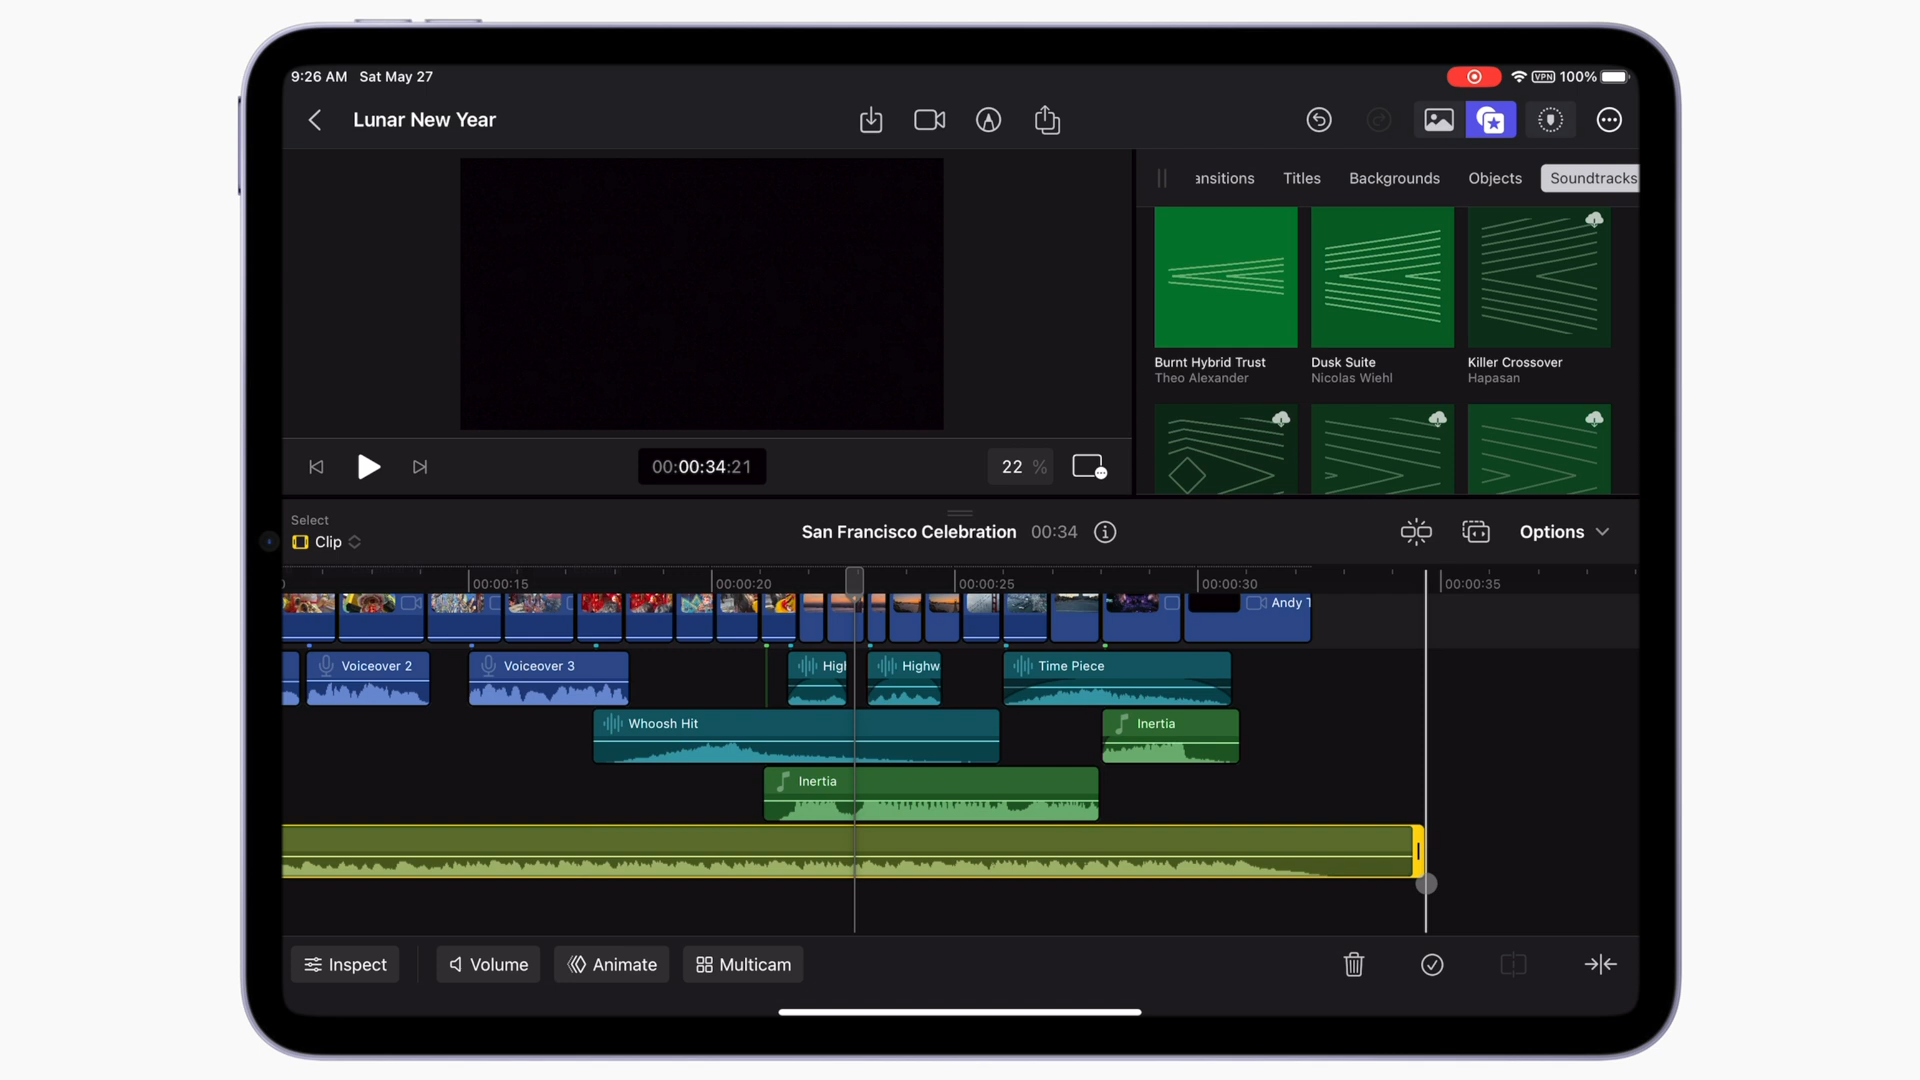 9:26 AM Sat May 27
VPN 100%
Lunar New Year
ansitions Titles Backgrounds Objects Soundtracks
Burnt Hybrid Trust
Theo Alexander
Dusk Suite
Nicolas Wiehl
Killer Crossover
Hapasan
00:00:34:21
22 %
Select
Clip
San Francisco Celebration 00:34
Options
0 00:00:15 00:00:20 00:00:25 00:00:30 00:00:35
Andy T
Voiceover 2
Voiceover 3
High
Highw
Time Piece
Whoosh Hit
Inertia
Inertia
Inspect Volume Animate Multicam